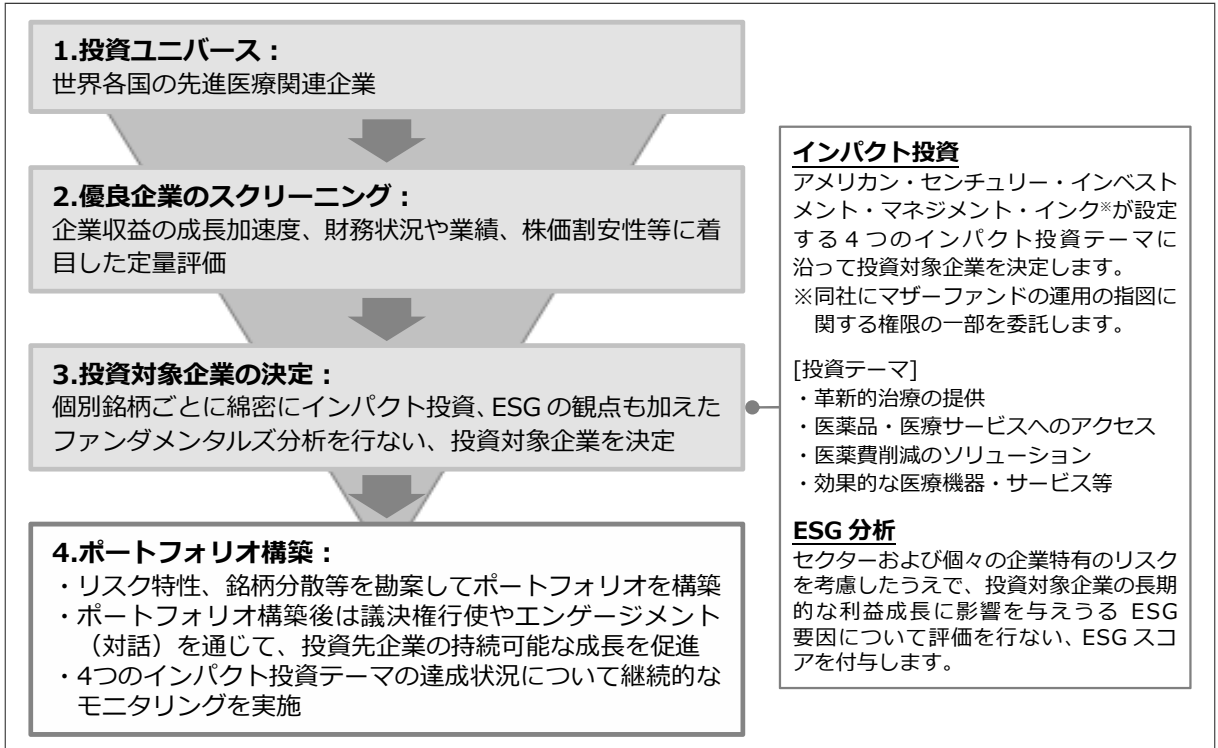 1.投資ユニバース：
世界各国の先進医療関連企業
2.優良企業のスクリーニング：
企業収益の成長加速度、財務状況や業績、株価割安性等に着
目した定量評価
3.投資対象企業の決定：
個別銘柄ごとに綿密にインパクト投資、ESG の観点も加えた
ファンダメンタルズ分析を行ない、投資対象企業を決定
4.ポートフォリオ構築：
・リスク特性、銘柄分散等を勘案してポートフォリオを構築
・ポートフォリオ構築後は議決権行使やエンゲージメント
（対話）を通じて、投資先企業の持続可能な成長を促進
・4つのインパクト投資テーマの達成状況について継続的な
モニタリングを実施
インパクト投資
アメリカン・センチュリー・インベスト
メント・マネジメント・インク※が設定
する４つのインパクト投資テーマに
沿って投資対象企業を決定します。
※同社にマザーファンドの運用の指図に
関する権限の一部を委託します。
[投資テーマ]
・革新的治療の提供
・医薬品・医療サービスへのアクセス
・医薬費削減のソリューション
・効果的な医療機器・サービス等
ESG 分析
セクターおよび個々の企業特有のリスク
を考慮したうえで、投資対象企業の長期
的な利益成長に影響を与えうる ESG
要因について評価を行ない、ESG スコ
アを付与します。